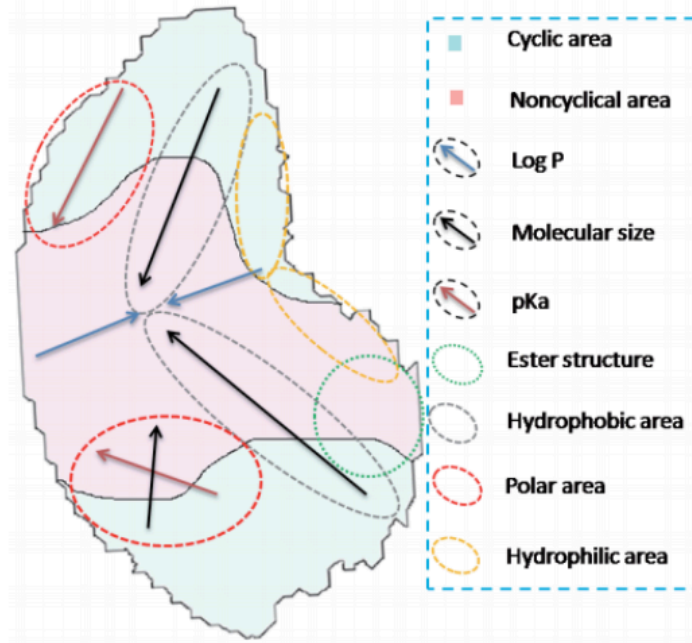 Cyclic area
Noncyclical area
Log P
Molecular size
pKa
Ester structure
Hydrophobic area
Polar area
Hydrophilic area